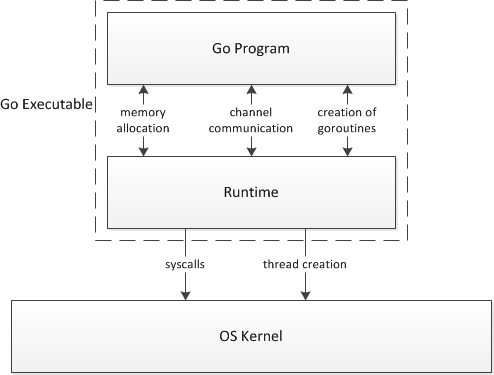 Go Program
Go Executable
memory
allocation
channel
communication
creation of
goroutines
Runtime
syscalls
thread creation
OS Kernel